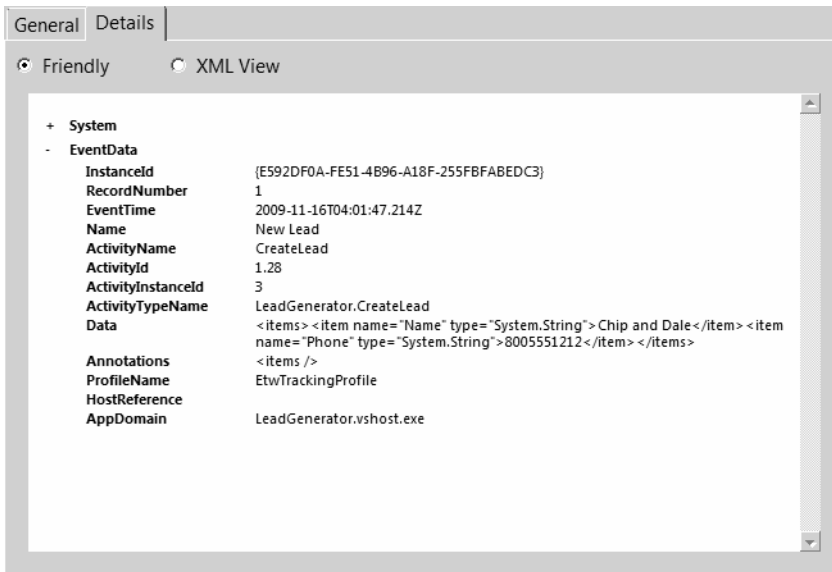 General Details
Friendly XML View
+ System
- EventData
InstanceId {E592DF0A-FE51-4B96-A18F-255FBFABEDC3}
RecordNumber 1
EventTime 2009-11-16T04:01:47.214Z
Name New Lead
ActivityName CreateLead
ActivityId 1.28
ActivityInstanceId 3
ActivityTypeName LeadGenerator.CreateLead
Data <items><item name="Name" type="System.String">Chip and Dale</item><item
name="Phone" type="System.String">8005551212</item></items>
Annotations <items />
ProfileName EtwTrackingProfile
HostReference
AppDomain LeadGenerator.vshost.exe